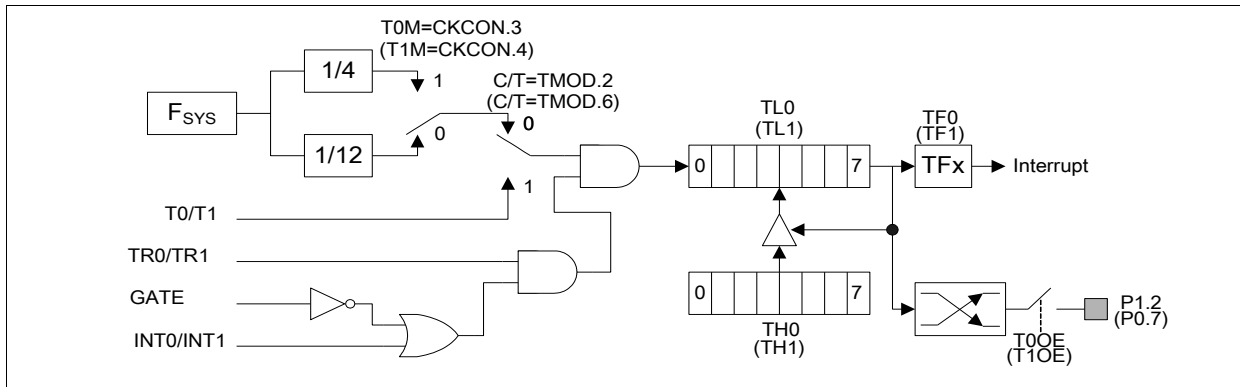 T0M=CKCON.3
(T1M=CKCON.4)
1/4
1
C/T=TMOD.2
(C/T=TMOD.6)
FSYS
0
0
1/12
1
T0/T1
TL0
(TL1)
0 7
TF0
(TF1)
TFx
Interrupt
TR0/TR1
GATE
INT0/INT1
0 7
TH0
(TH1)
P1.2
(P0.7)
T0OE
(T1OE)